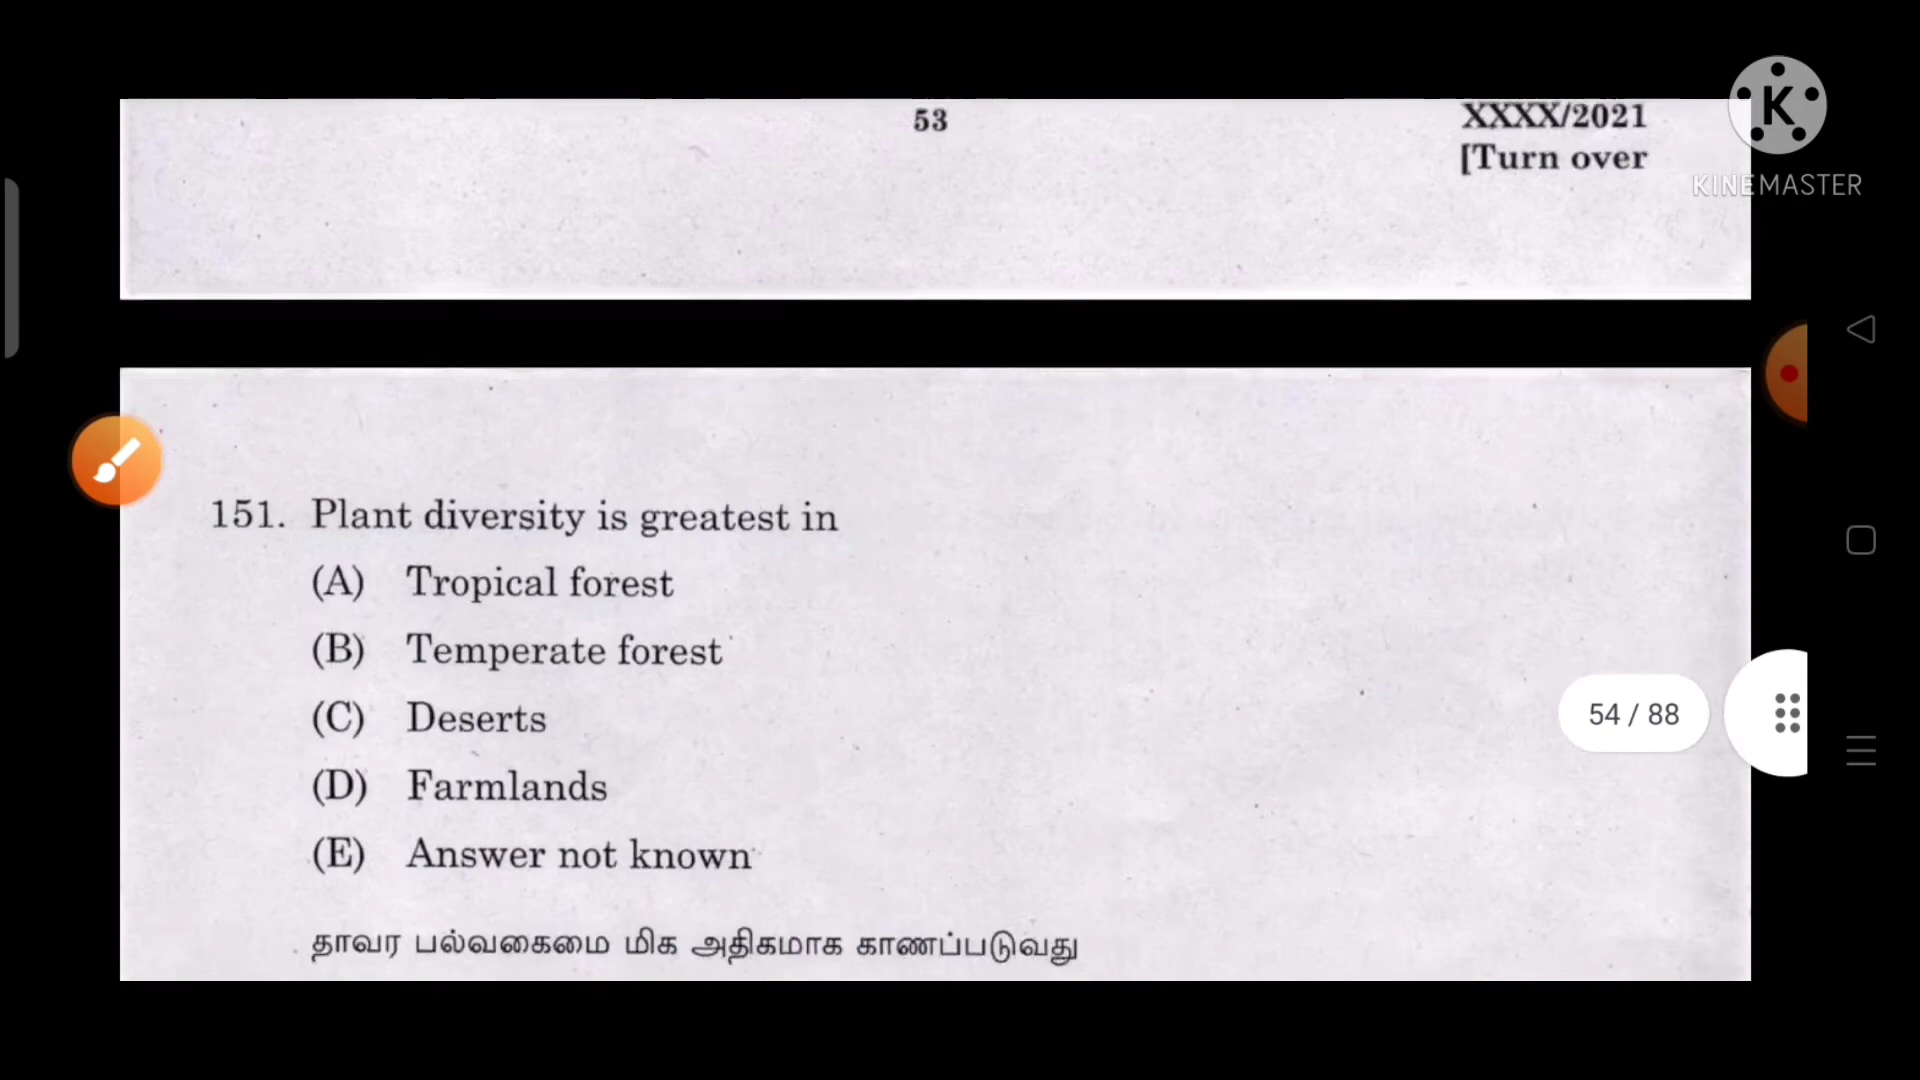 53
XXXX/2021
[Turn over
K
KINEMASTER
151. Plant diversity is greatest in
(A) Tropical forest
(B) Temperate forest
(C) Deserts
(D) Farmlands
(E) Answer not known
தாவர பல்வகைமை மிக அதிகமாக காணப்படுவது
54 / 88